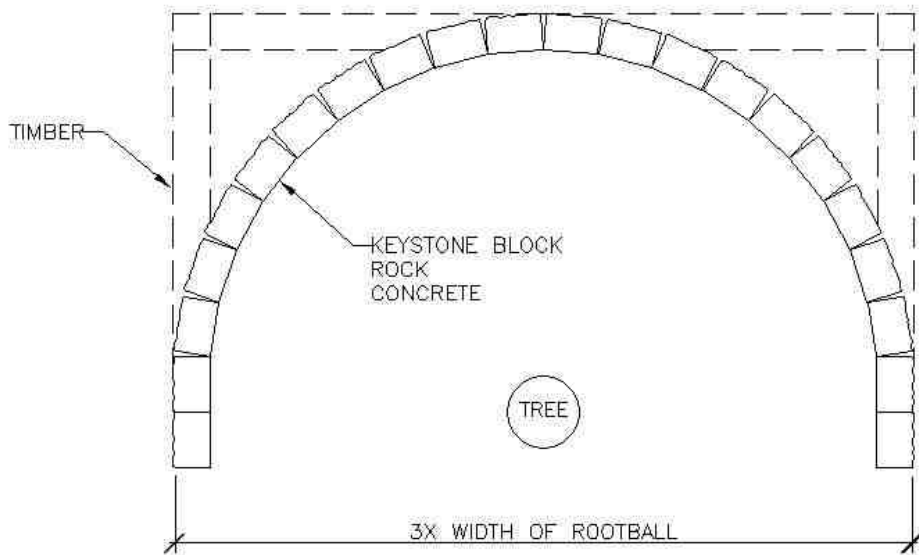 TIMBER
KEYSTONE BLOCK
ROCK
CONCRETE
TREE
3X WIDTH OF ROOTBALL